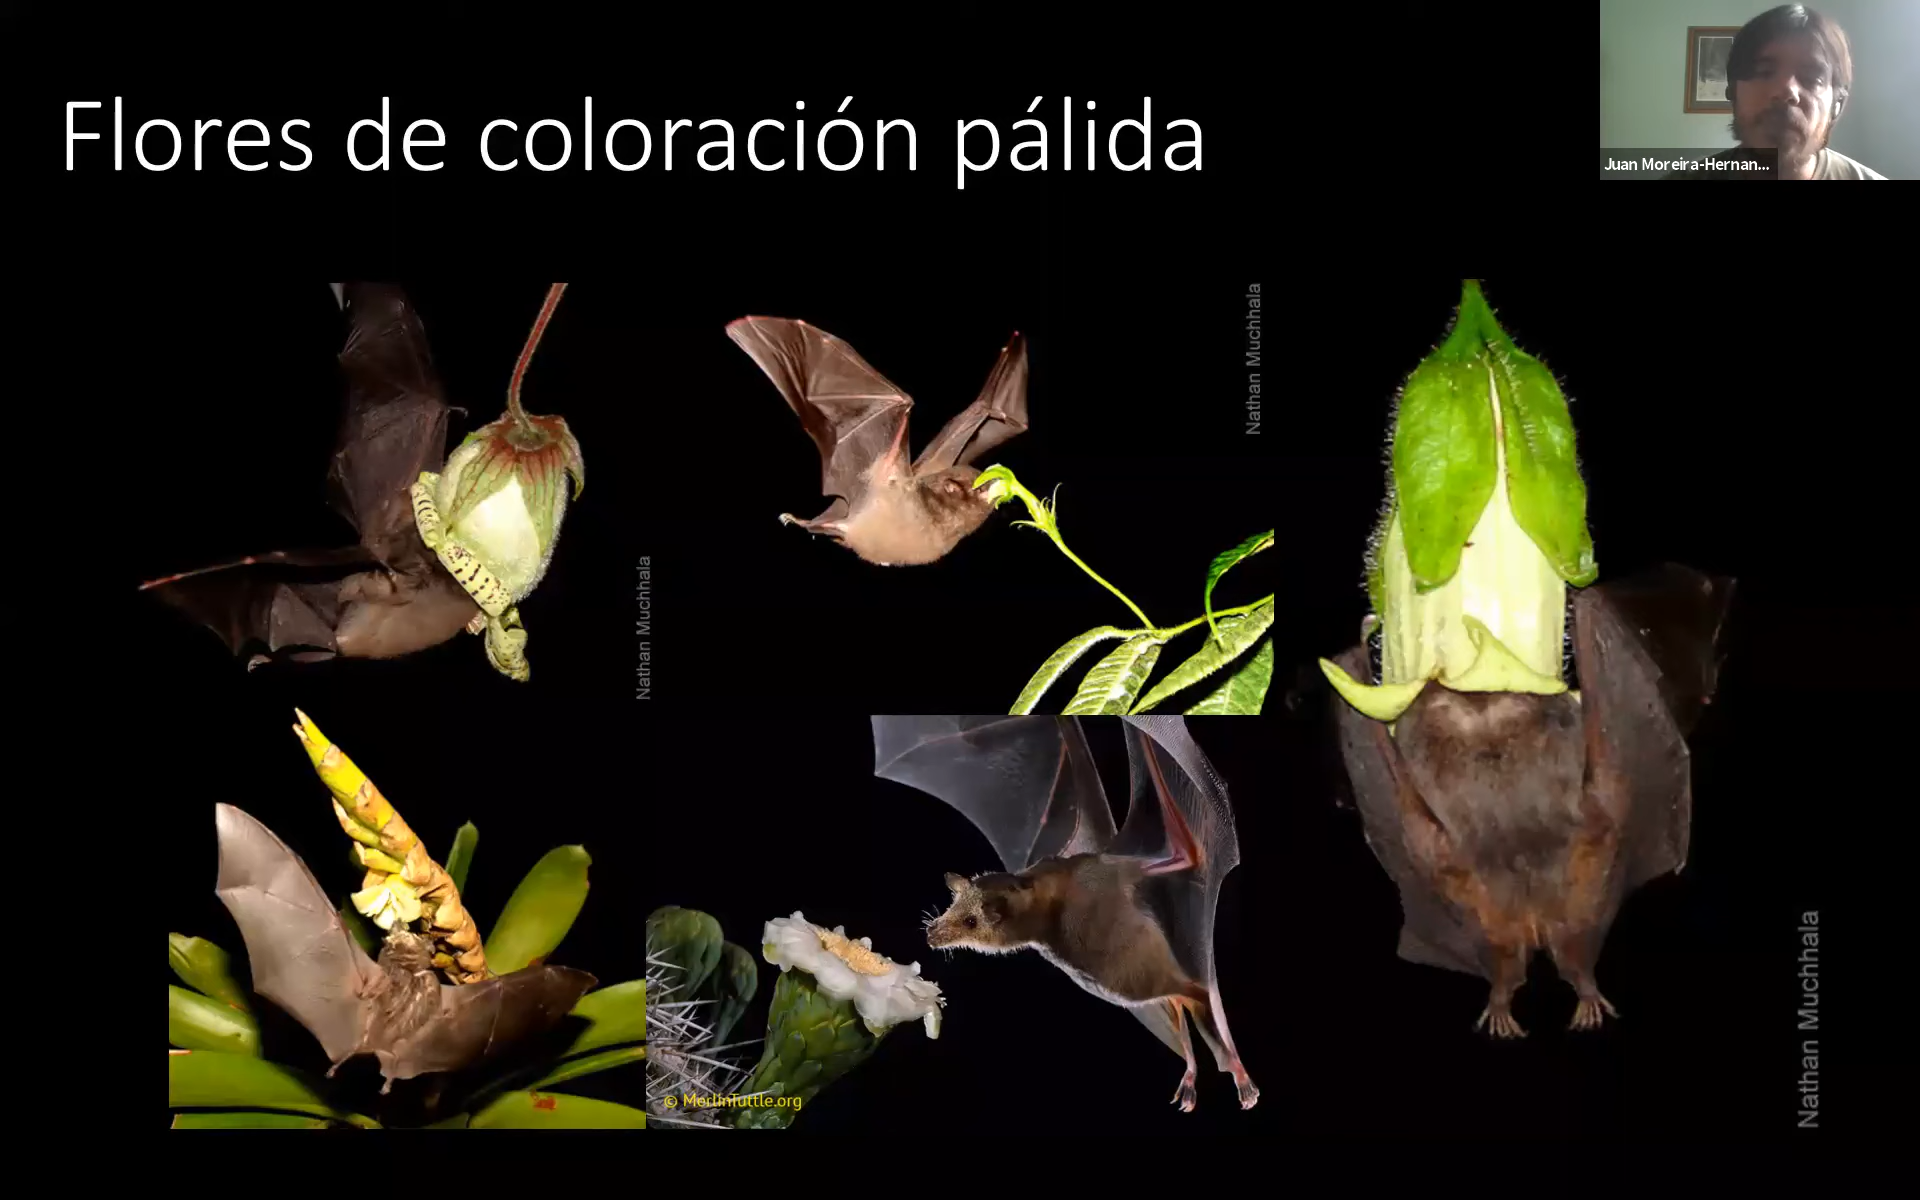 Flores de coloración pálida
Juan Moreira-Hernan...
Nathan Muchhala
Nathan Muchhala
Nathan Muchhala
© MerlinTuttle.org